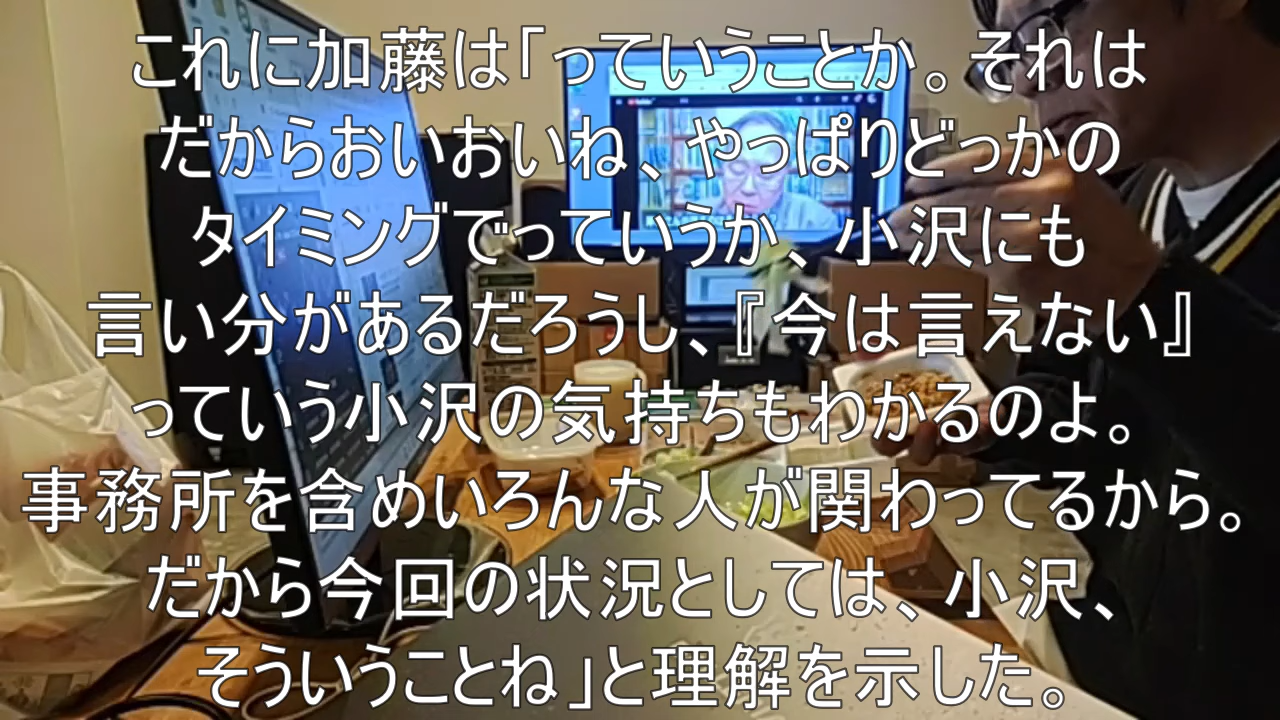 これに加藤は「っていうことか。それは
だからおいおいね、やっぱりどっかの
タイミングでっていうか、小沢にも
言い分があるだろうし、『今は言えない』
っていう小沢の気持ちもわかるのよ。
事務所を含めいろんな人が関わってるから。
だから今回の状況としては、小沢、
そういうことね」と理解を示した。